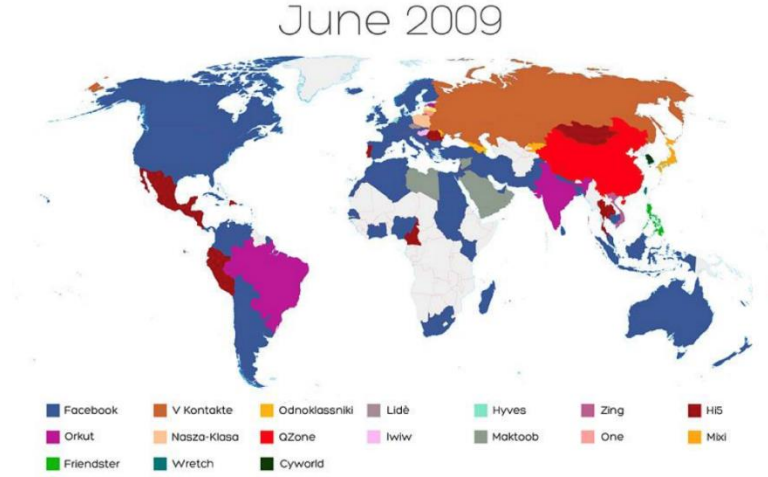 June 2009
Facebook V Kontakte Odnoklassniki Lidè Hyves Zing Hi5
Orkut Nasza-Klasa QZone Iwiw Maktoob One Mixi
Friendster Wretch Cyworld